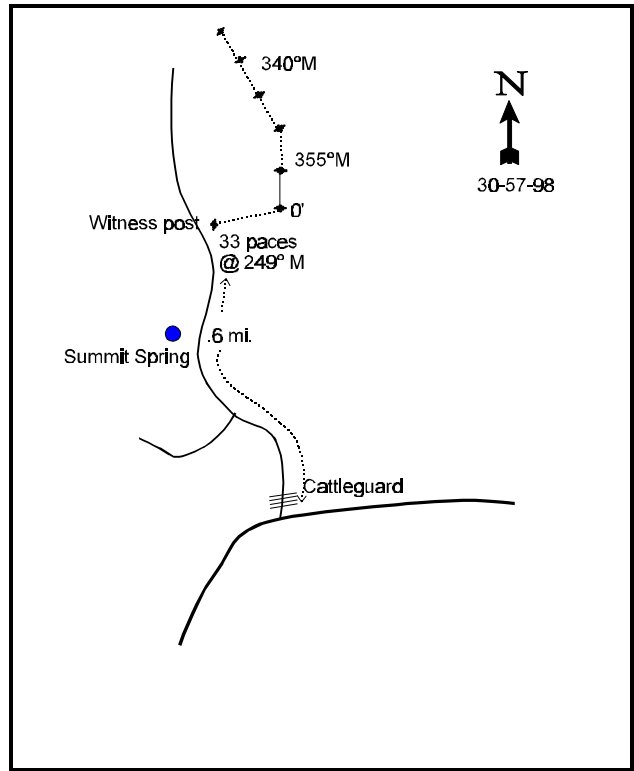 340°M
N
355°M
30-57-98
0'
Witness post
33 paces
@ 249° M
.6 mi.
Summit Spring
Cattleguard